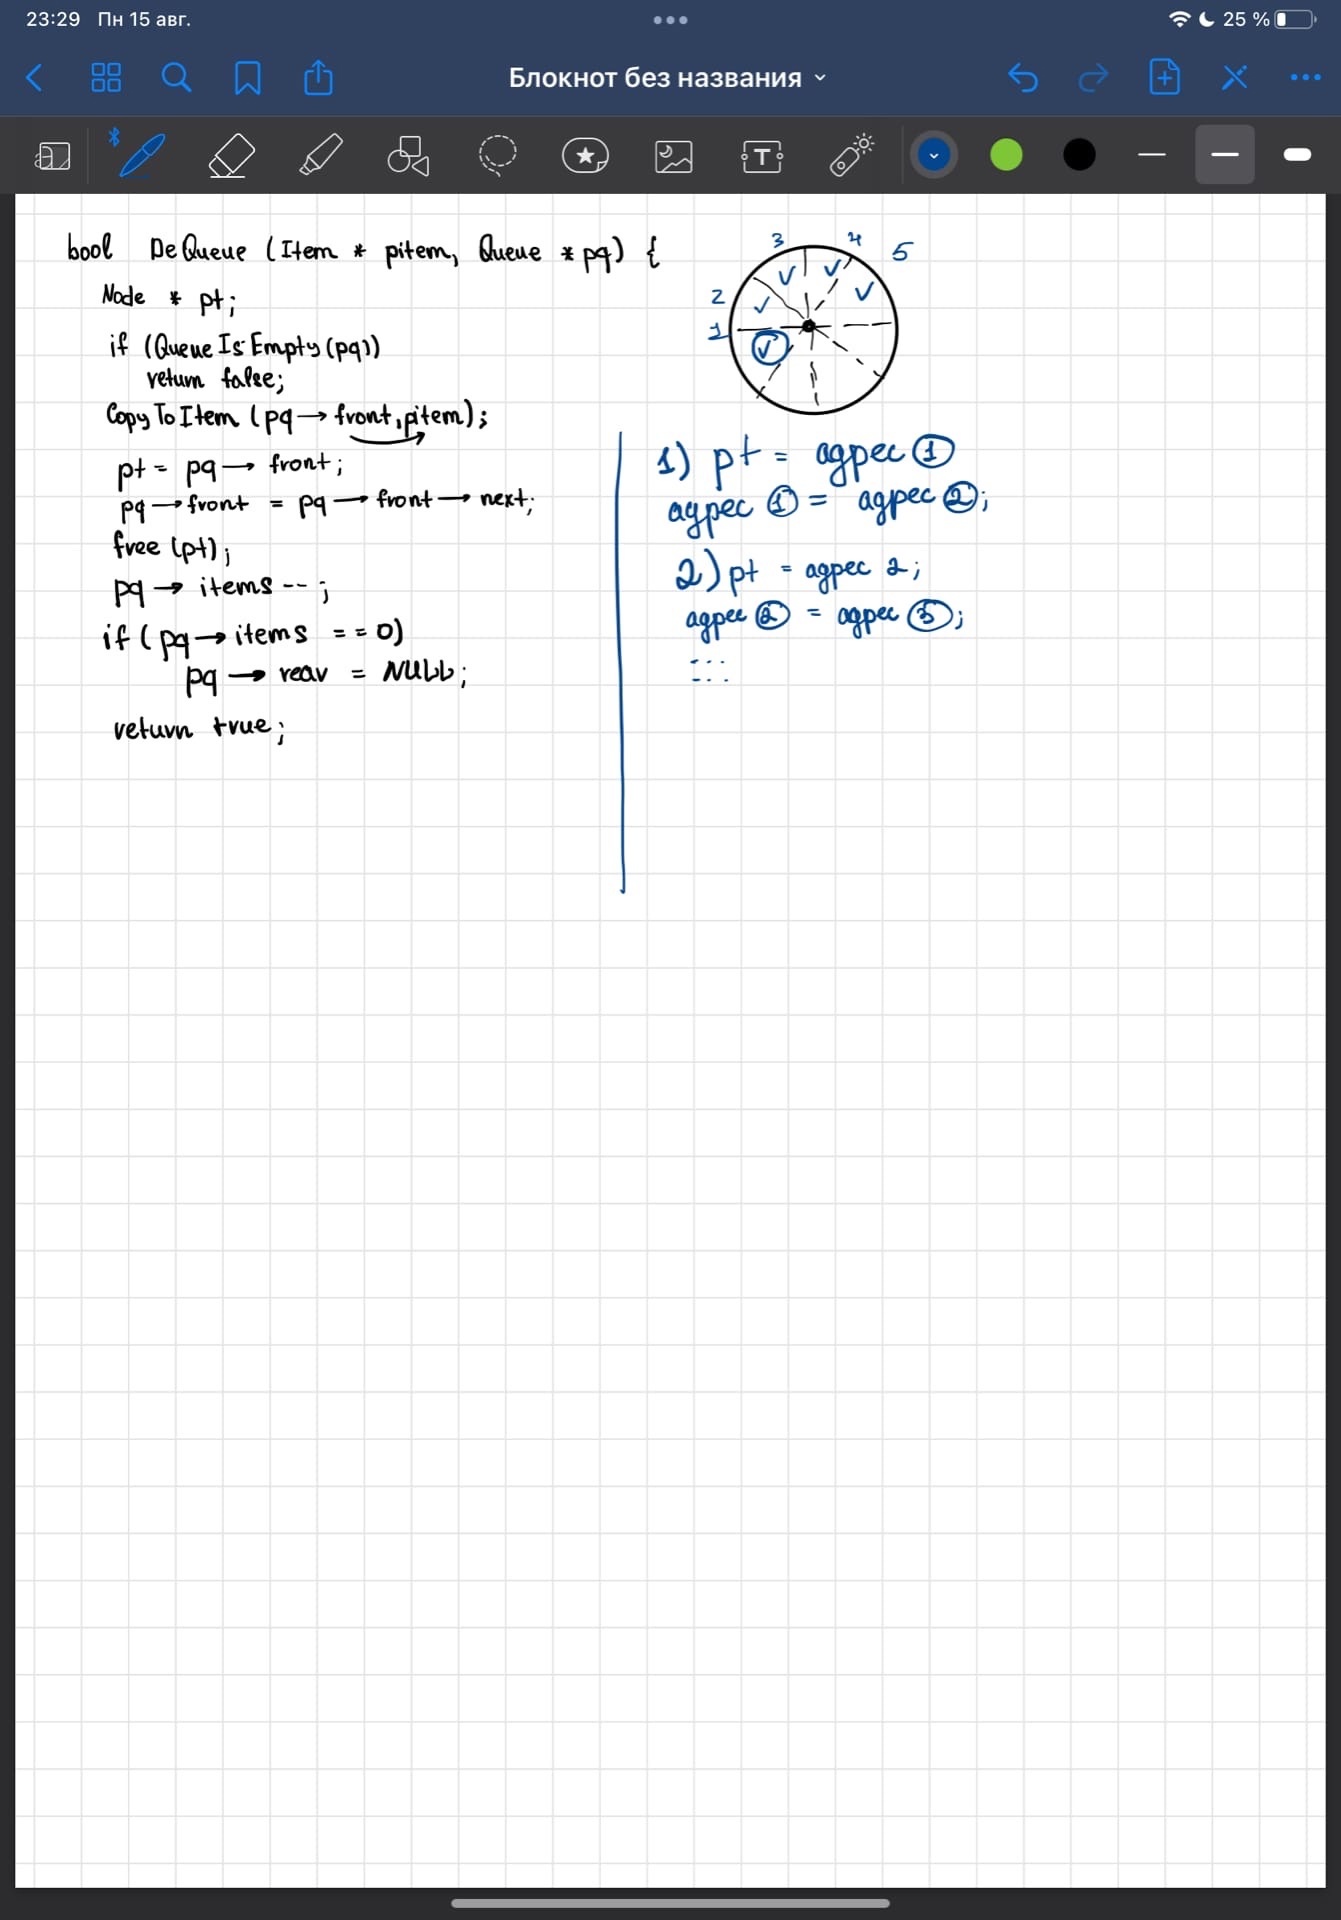 23:29 Пн 15 авг.
25 %
Блокнот без названия
T
bool DeQueue (Item * pitem, Queue * pq) {
Node * pt;
if (QueueIsEmpty(pq))
return false;
CopyToItem (pq→front, pitem);
pt = pq → front;
pq → front = pq → front → next;
free (pt);
pq → items --;
if (pq → items == 0)
pq → rear = NULL;
return true;
3 4 5
2
1
1) pt = адрес ①
адрес ① = адрес ②;
2) pt = адрес 2;
адрес ② = адрес ③;